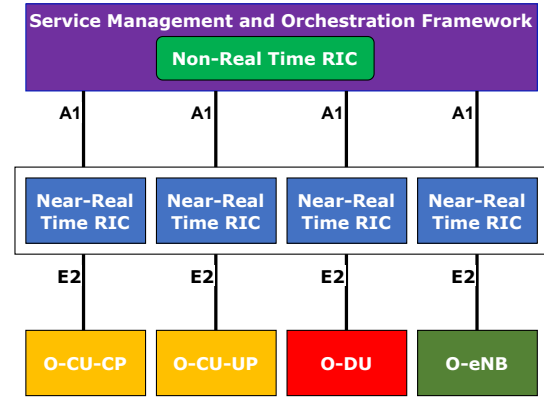 Service Management and Orchestration Framework
Non-Real Time RIC
A1 A1 A1 A1
Near-Real Near-Real Near-Real Near-Real
Time RIC Time RIC Time RIC Time RIC
E2 E2 E2 E2
O-CU-CP O-CU-UP O-DU O-eNB